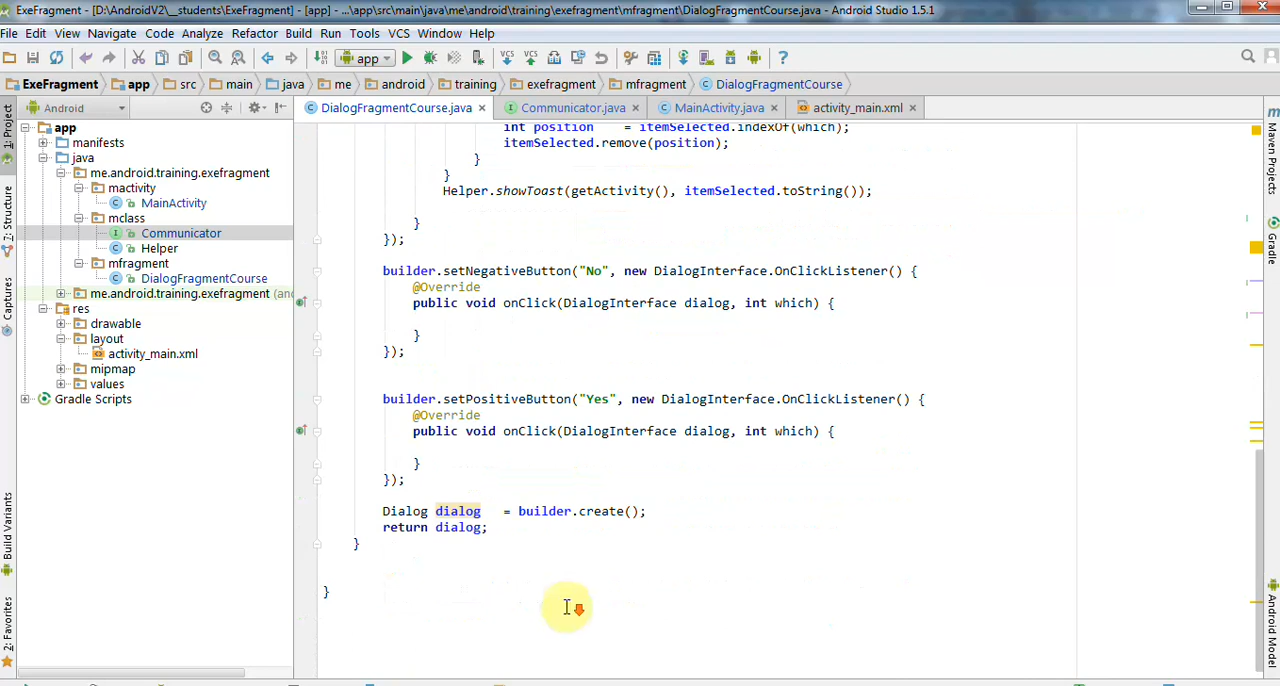 ExeFragment - [D:\AndroidV2\__students\ExeFragment] - [app] - ...\app\src\main\java\me\android\training\exefragment\mfragment\DialogFragmentCourse.java - Android Studio 1.5.1
File Edit View Navigate Code Analyze Refactor Build Run Tools VCS Window Help
app
ExeFragment app src main java me android training exefragment mfragment DialogFragmentCourse
Android DialogFragmentCourse.java Communicator.java MainActivity.java activity_main.xml
app
manifests
java
me.android.training.exefragment
mactivity
MainActivity
mclass
Communicator
Helper
mfragment
DialogFragmentCourse
me.android.training.exefragment (an
res
drawable
layout
activity_main.xml
mipmap
values
Gradle Scripts
int position = itemSelected.indexOf(which);
itemSelected.remove(position);
}
}
Helper.showToast(getActivity(), itemSelected.toString());
}
});
builder.setNegativeButton("No", new DialogInterface.OnClickListener() {
@Override
public void onClick(DialogInterface dialog, int which) {
}
});
builder.setPositiveButton("Yes", new DialogInterface.OnClickListener() {
@Override
public void onClick(DialogInterface dialog, int which) {
}
});
Dialog dialog = builder.create();
return dialog;
}
}
1: Project
7: Structure
Captures
Build Variants
2: Favorites
Maven Projects
Gradle
Android Model